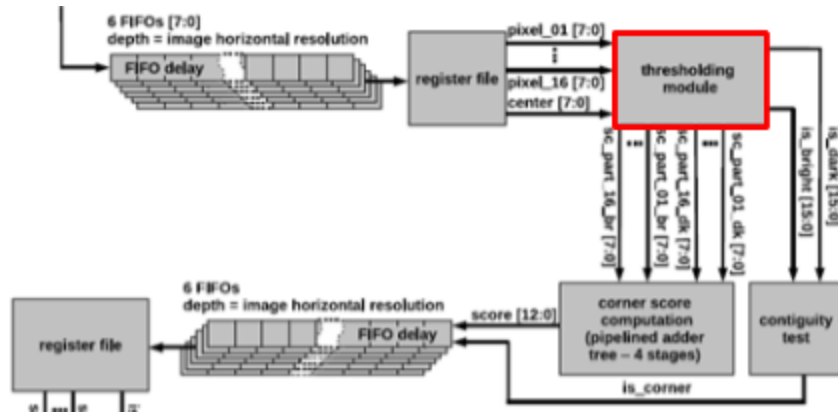 6 FIFOs [7:0]
depth = image horizontal resolution
FIFO delay
register file
pixel_01 [7:0]
pixel_16 [7:0]
center [7:0]
thresholding
module
sc_part_16_br [7:0]
sc_part_01_br [7:0]
sc_part_16_dk [7:0]
sc_part_01_dk [7:0]
is_bright [15:0]
is_dark [15:0]
6 FIFOs
depth = image horizontal resolution
FIFO delay
register file
score [12:0]
corner score
computation
(pipelined adder
tree – 4 stages)
contiguity
test
is_corner